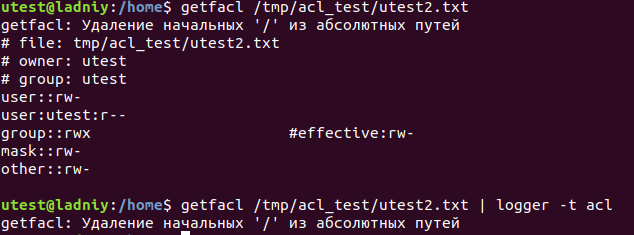 utest@ladniy:/home$ getfacl /tmp/acl_test/utest2.txt
getfacl: Удаление начальных '/' из абсолютных путей
# file: tmp/acl_test/utest2.txt
# owner: utest
# group: utest
user::rw-
user:utest:r--
group::rwx                      #effective:rw-
mask::rw-
other::rw-

utest@ladniy:/home$ getfacl /tmp/acl_test/utest2.txt | logger -t acl
getfacl: Удаление начальных '/' из абсолютных путей